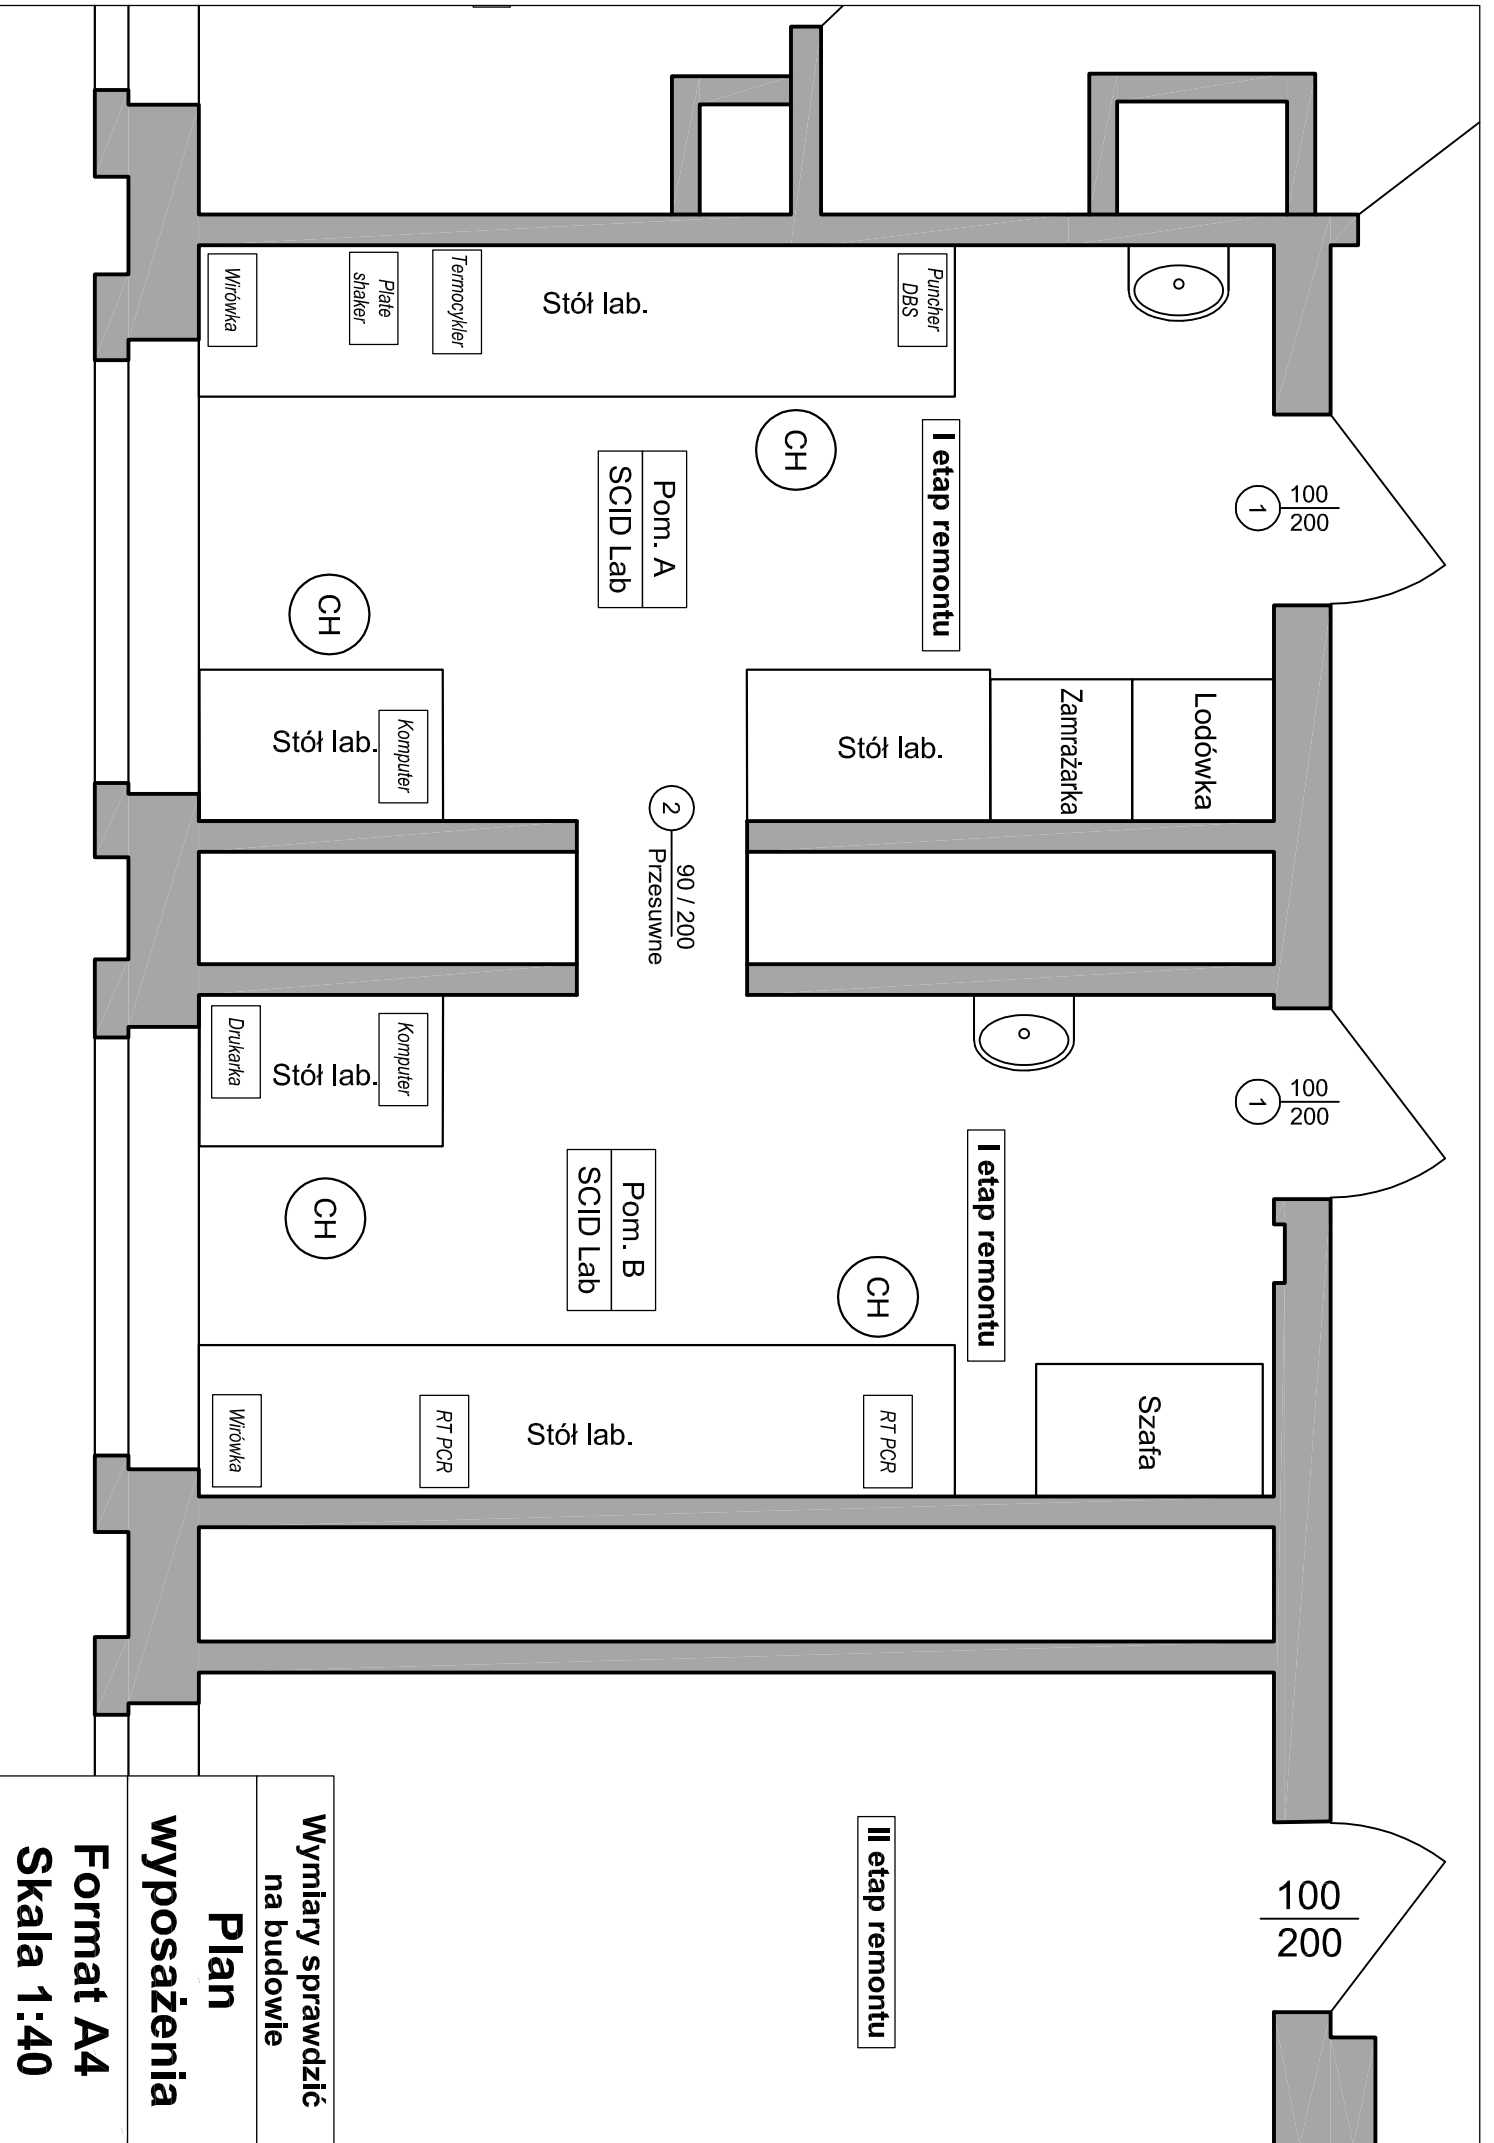 Wirówka
Plate
shaker
Termocykler
Stół lab.
Puncher
DBS
CH
I etap remontu
Pom. A
SCID Lab
1
100
200
CH
Stół lab.
Komputer
Stół lab.
Zamrażarka
Lodówka
2
90 / 200
Przesuwne
Drukarka
Stół lab.
Komputer
1
100
200
I etap remontu
Pom. B
SCID Lab
CH
CH
Wirówka
RT PCR
Stół lab.
RT PCR
Szafa
II etap remontu
100
200
Wymiary sprawdzić
na budowie
Plan
wyposażenia
Format A4
Skala 1:40